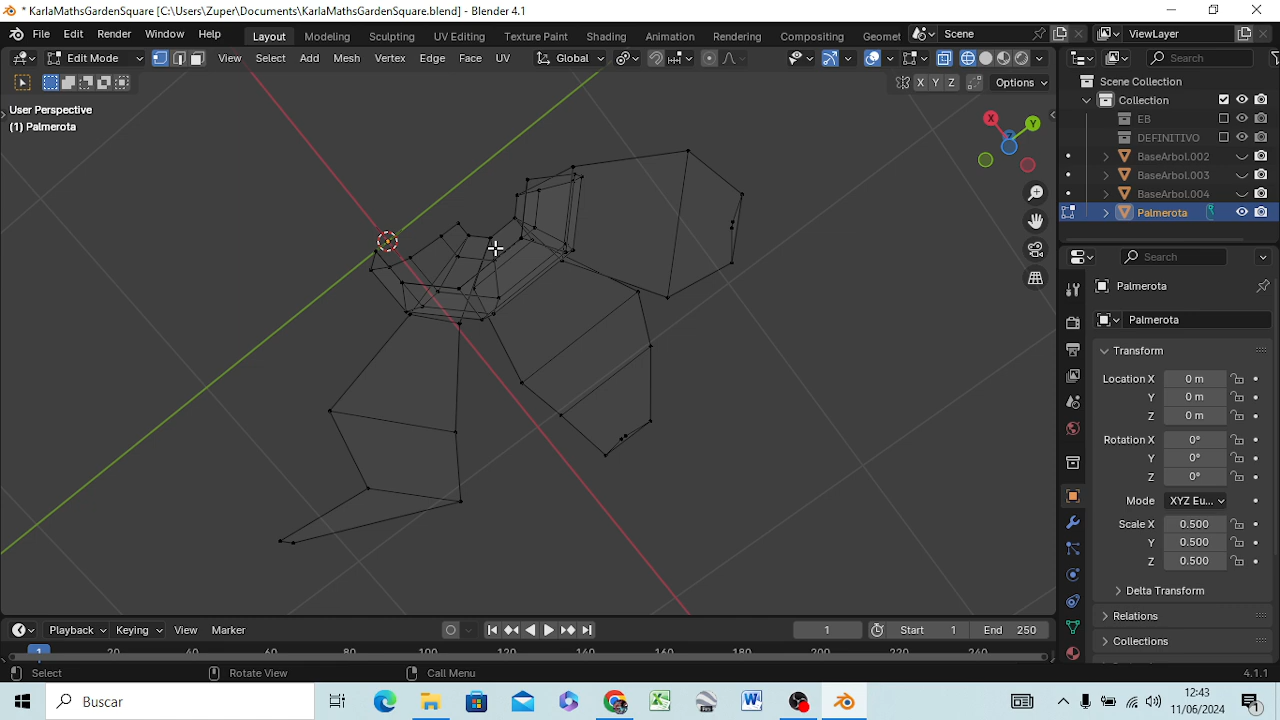 * KarlaMathsGardenSquare [C:\Users\Zuper\Documents\KarlaMathsGardenSquare.blend] - Blender 4.1
File Edit Render Window Help Layout Modeling Sculpting UV Editing Texture Paint Shading Animation Rendering Compositing Geomet Scene ViewLayer
Edit Mode View Select Add Mesh Vertex Edge Face UV Global Search
X Y Z Options
User Perspective
(1) Palmerota
X Y Z
Scene Collection
Collection
EB
DEFINITIVO
BaseArbol.002
BaseArbol.003
BaseArbol.004
Palmerota
Search
Palmerota
Palmerota
Transform
Location X 0 m
Y 0 m
Z 0 m
Rotation X 0°
Y 0°
Z 0°
Mode XYZ Eu...
Scale X 0.500
Y 0.500
Z 0.500
Delta Transform
Relations
Collections
Playback Keying View Marker 1 Start 1 End 250
1 20 40 60 80 100 120 140 160 180 200 220 240
Select Rotate View Call Menu 4.1.1
Buscar
12:43
11/06/2024
1